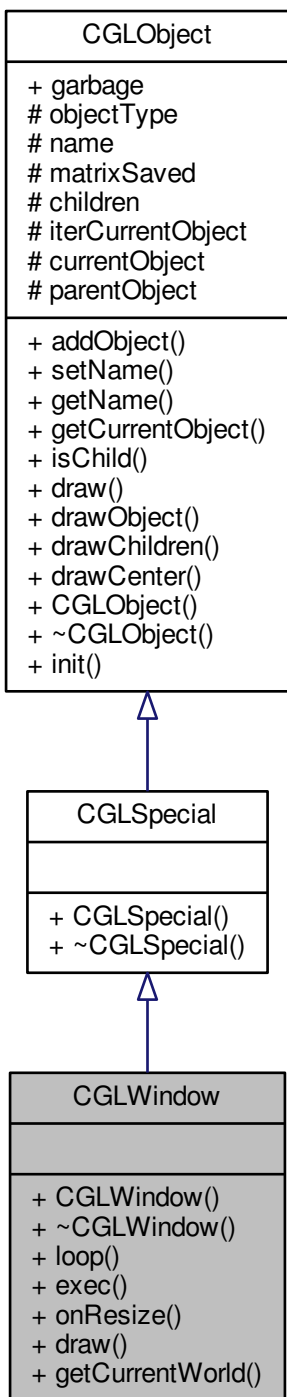 CGLObject
+ garbage
# objectType
# name
# matrixSaved
# children
# iterCurrentObject
# currentObject
# parentObject
+ addObject()
+ setName()
+ getName()
+ getCurrentObject()
+ isChild()
+ draw()
+ drawObject()
+ drawChildren()
+ drawCenter()
+ CGLObject()
+ ~CGLObject()
+ init()
CGLSpecial
+ CGLSpecial()
+ ~CGLSpecial()
CGLWindow
+ CGLWindow()
+ ~CGLWindow()
+ loop()
+ exec()
+ onResize()
+ draw()
+ getCurrentWorld()